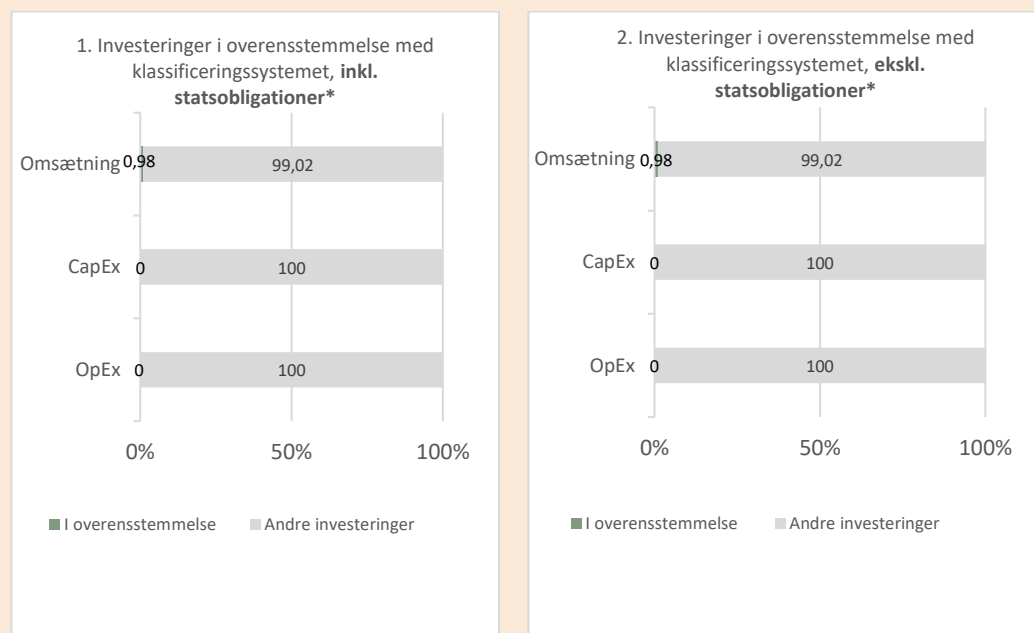 1. Investeringer i overensstemmelse med
klassificeringssystemet, inkl.
statsobligationer*
Omsætning 0,98 99,02
CapEx 0 100
OpEx 0 100
0% 50% 100%
I overensstemmelse Andre investeringer
2. Investeringer i overensstemmelse med
klassificeringssystemet, ekskl.
statsobligationer*
Omsætning 0,98 99,02
CapEx 0 100
OpEx 0 100
0% 50% 100%
I overensstemmelse Andre investeringer